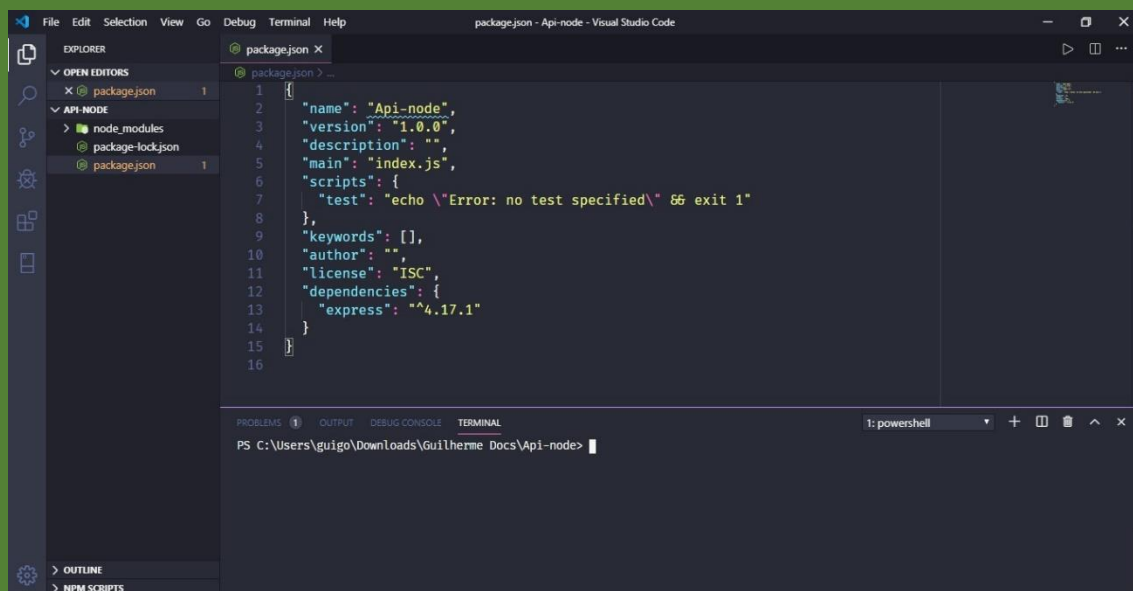 File Edit Selection View Go Debug Terminal Help package.json - Api-node - Visual Studio Code
EXPLORER
OPEN EDITORS
package.json 1
API-NODE
node_modules
package-lock.json
package.json 1
OUTLINE
NPM SCRIPTS
package.json
package.json > ...
1 {
2 "name": "Api-node",
3 "version": "1.0.0",
4 "description": "",
5 "main": "index.js",
6 "scripts": {
7 "test": "echo \"Error: no test specified\" && exit 1"
8 },
9 "keywords": [],
10 "author": "",
11 "license": "ISC",
12 "dependencies": {
13 "express": "^4.17.1"
14 }
15 }
16
PROBLEMS 1 OUTPUT DEBUG CONSOLE TERMINAL 1: powershell
PS C:\Users\guigo\Downloads\Guilherme Docs\Api-node>